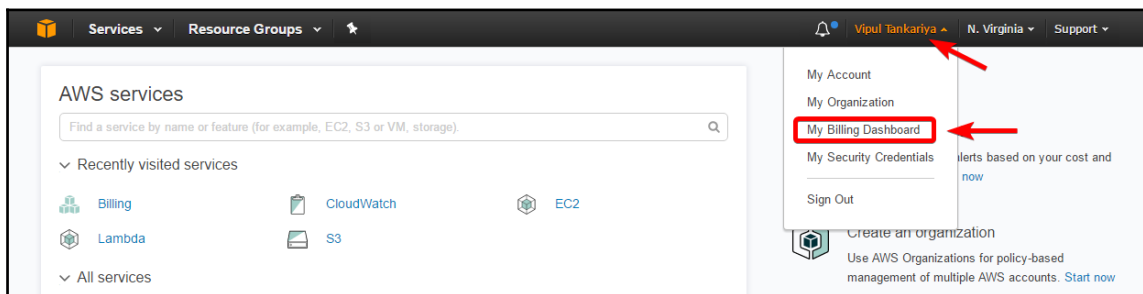 Services Resource Groups Vipul Tankariya N. Virginia Support
AWS services
Find a service by name or feature (for example, EC2, S3 or VM, storage).
Recently visited services
Billing CloudWatch EC2
Lambda S3
All services
My Account
My Organization
My Billing Dashboard
My Security Credentials
Sign Out
alerts based on your cost and
now
Create an organization
Use AWS Organizations for policy-based
management of multiple AWS accounts. Start now